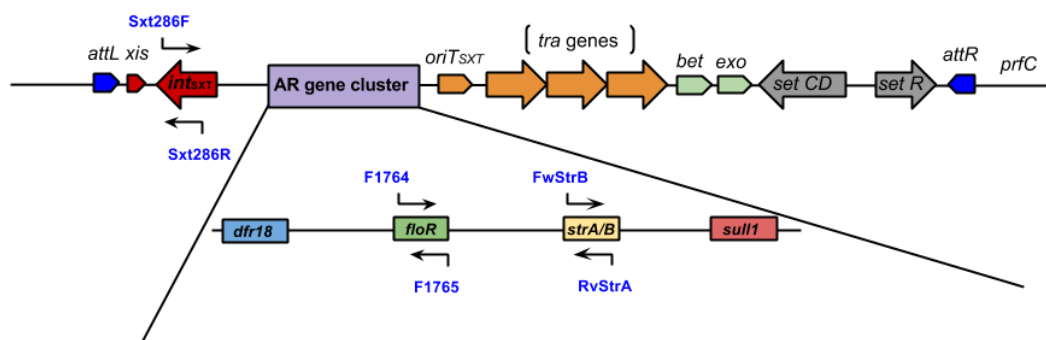 Sxt286F
attL xis
intSXT
Sxt286R
AR gene cluster
oriTSXT
[tra genes]
bet exo
set CD
set R
attR
prfC
F1764
FwStrB
dfr18
floR
strA/B
sull1
F1765
RvStrA